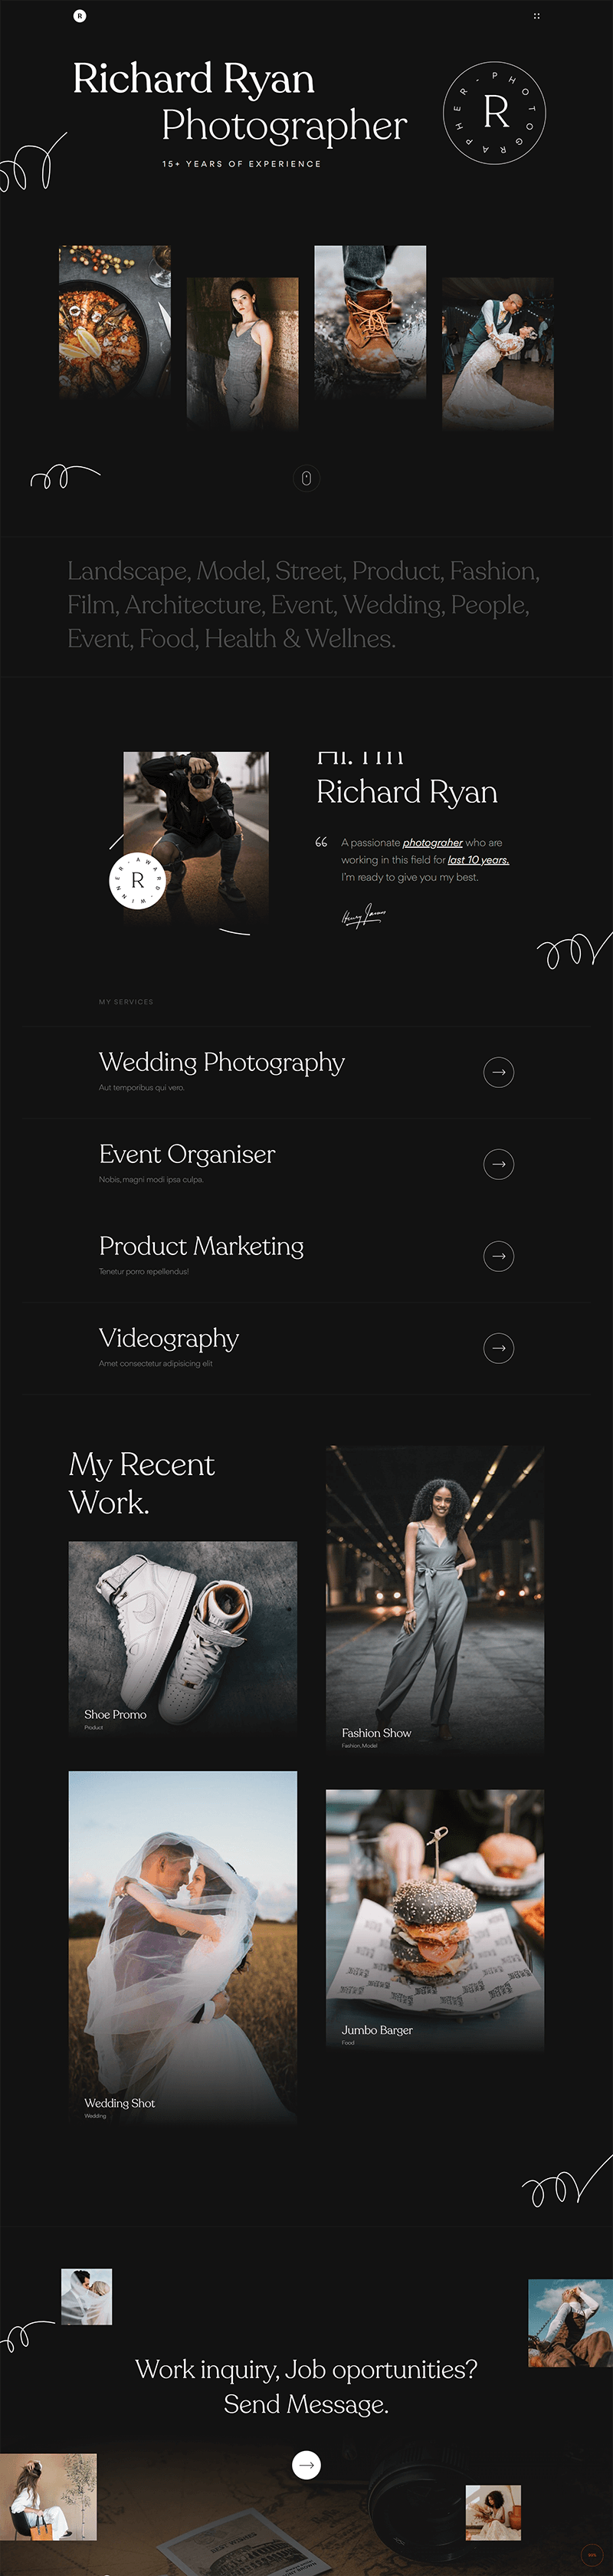 R
Richard Ryan
Photographer
15+ YEARS OF EXPERIENCE
R
PHOTOGRAPHER -
Landscape, Model, Street, Product, Fashion,
Film, Architecture, Event, Wedding, People,
Event, Food, Health & Wellnes.
Hi. I'm
Richard Ryan
A passionate photograher who are
working in this field for last 10 years.
I'm ready to give you my best.
R
AWARD-WINNER-
MY SERVICES
Wedding Photography
Aut temporibus qui vero.
Event Organiser
Nobis, magni modi ipsa culpa.
Product Marketing
Tenetur porro repellendus!
Videography
Amet consectetur adipisicing elit
My Recent
Work.
Shoe Promo
Product
Fashion Show
Fashion, Model
Wedding Shot
Wedding
Jumbo Barger
Food
Work inquiry, Job oportunities?
Send Message.
BEST WISHES